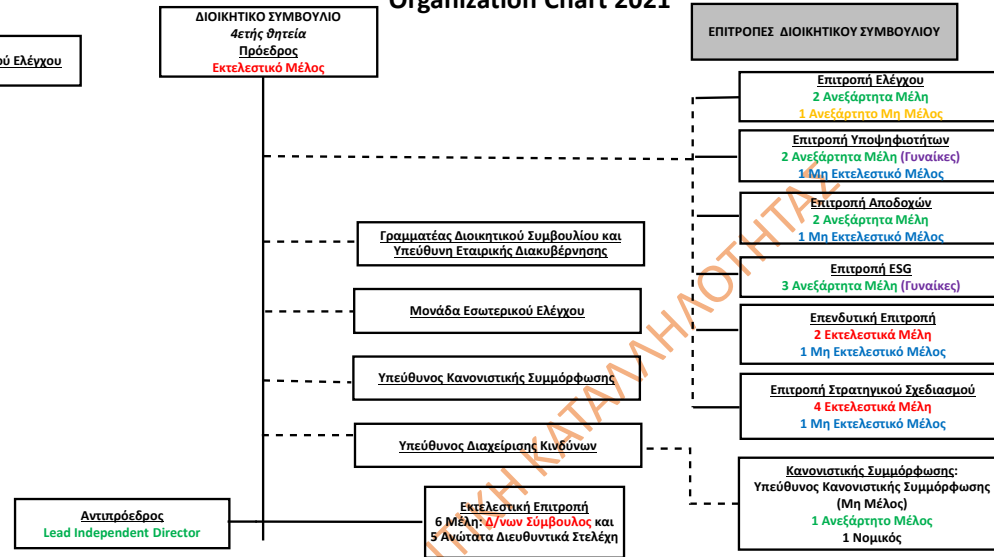 Organization Chart 2021
ΔΙΟΙΚΗΤΙΚΟ ΣΥΜΒΟΥΛΙΟ
4ετής θητεία
Πρόεδρος
Εκτελεστικό Μέλος
Ελέγχου
ΕΠΙΤΡΟΠΕΣ ΔΙΟΙΚΗΤΙΚΟΥ ΣΥΜΒΟΥΛΙΟΥ
Επιτροπή Ελέγχου
2 Ανεξάρτητα Μέλη
1 Ανεξάρτητο Μη Μέλος
Επιτροπή Υποψηφιοτήτων
2 Ανεξάρτητα Μέλη (Γυναίκες)
1 Μη Εκτελεστικό Μέλος
Επιτροπή Αποδοχών
2 Ανεξάρτητα Μέλη
1 Μη Εκτελεστικό Μέλος
Επιτροπή ESG
3 Ανεξάρτητα Μέλη (Γυναίκες)
Επενδυτική Επιτροπή
2 Εκτελεστικά Μέλη
1 Μη Εκτελεστικό Μέλος
Επιτροπή Στρατηγικού Σχεδιασμού
4 Εκτελεστικά Μέλη
1 Μη Εκτελεστικό Μέλος
Γραμματέας Διοικητικού Συμβουλίου και
Υπεύθυνη Εταιρικής Διακυβέρνησης
Μονάδα Εσωτερικού Ελέγχου
Υπεύθυνος Κανονιστικής Συμμόρφωσης
Υπεύθυνος Διαχείρισης Κινδύνων
Κανονιστικής Συμμόρφωσης:
Υπεύθυνος Κανονιστικής Συμμόρφωσης
(Μη Μέλος)
1 Ανεξάρτητο Μέλος
1 Νομικός
Αντιπρόεδρος
Lead Independent Director
Εκτελεστική Επιτροπή
6 Μέλη: Δ/νων Σύμβουλος και
5 Ανώτατα Διευθυντικά Στελέχη
ΚΑΤΑΛΛΗΛΟΤΗΤΑΣ